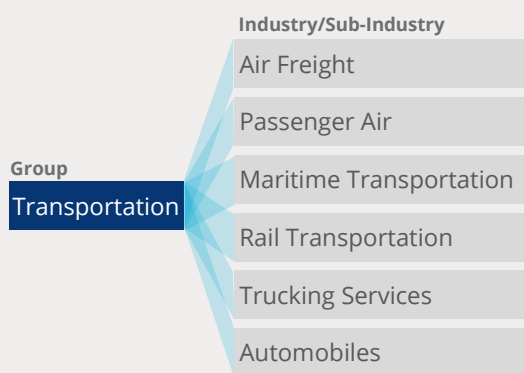 Industry/Sub-Industry
Air Freight
Passenger Air
Group
Maritime Transportation
Transportation
Rail Transportation
Trucking Services
Automobiles